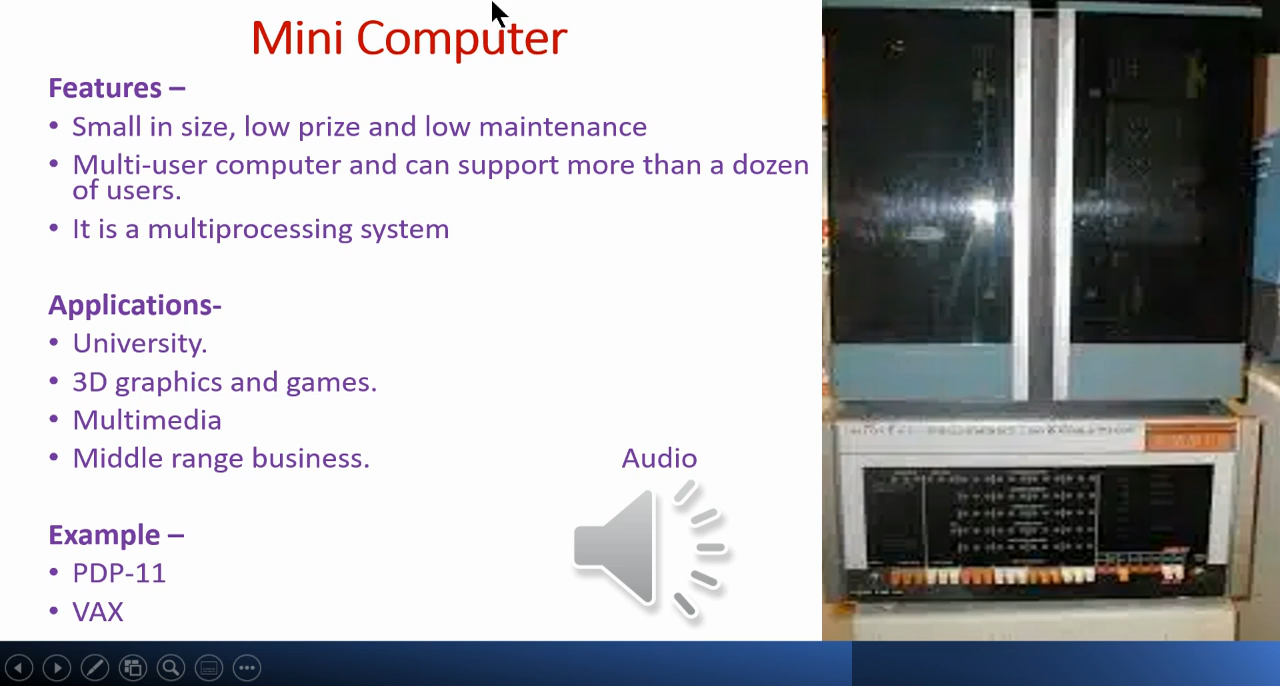 Mini Computer
Features –
• Small in size, low prize and low maintenance
• Multi-user computer and can support more than a dozen
of users.
• It is a multiprocessing system
Applications-
• University.
• 3D graphics and games.
• Multimedia
• Middle range business.
Audio
Example –
• PDP-11
• VAX